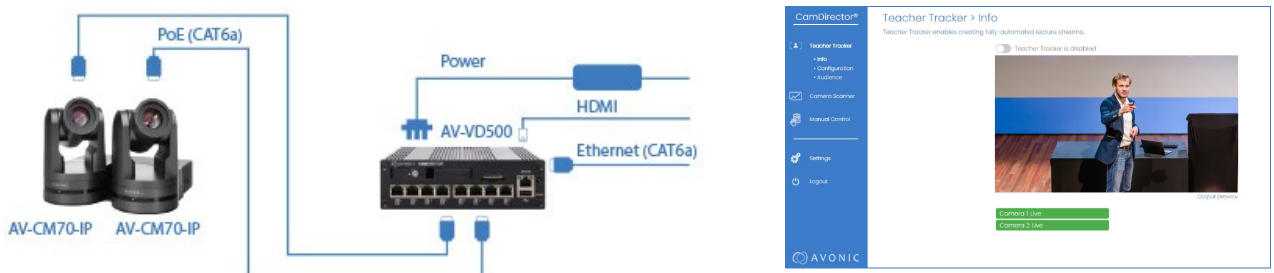 PoE (CAT6a)
Power
HDMI
AV-VD500
Ethernet (CAT6a)
AV-CM70-IP
AV-CM70-IP
CamDirector®
Teacher Tracker
• Info
• Configuration
• Audience
Camera Scanner
Manual Control
Settings
Logout
AVONIC
Teacher Tracker > Info
Teacher Tracker enables creating fully-automated lecture streams.
Teacher Tracker is disabled
Output preview
Camera 1 Live
Camera 2 Live